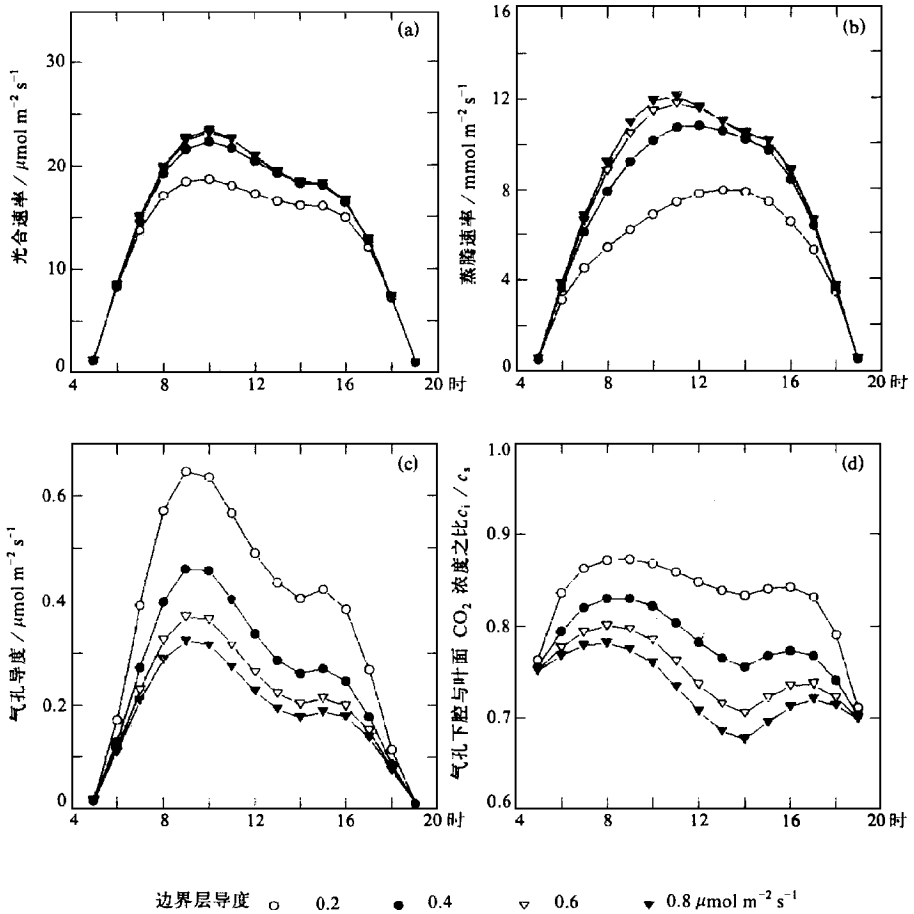 (a)
光合速率 / μmol m⁻² s⁻¹
30
20
10
0
4 8 12 16 20 时
(b)
蒸腾速率 / mmol m⁻² s⁻¹
16
12
8
4
0
4 8 12 16 20 时
(c)
气孔导度 / μmol m⁻² s⁻¹
0.6
0.4
0.2
0
4 8 12 16 20 时
(d)
气孔下腔与叶面 CO₂ 浓度之比 cᵢ / cₛ
1.0
0.9
0.8
0.7
0.6
4 8 12 16 20 时
边界层导度 0.2 0.4 0.6 0.8 μmol m⁻² s⁻¹